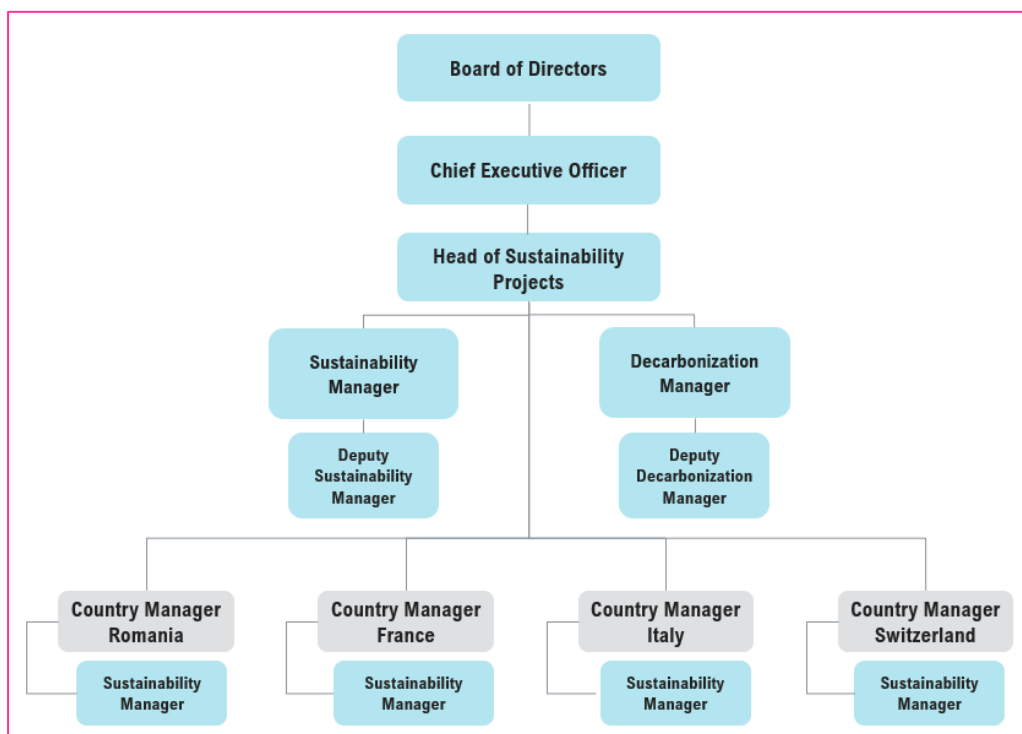 Board of Directors
Chief Executive Officer
Head of Sustainability
Projects
Sustainability
Manager
Decarbonization
Manager
Deputy
Sustainability
Manager
Deputy
Decarbonization
Manager
Country Manager
Romania
Country Manager
France
Country Manager
Italy
Country Manager
Switzerland
Sustainability
Manager
Sustainability
Manager
Sustainability
Manager
Sustainability
Manager